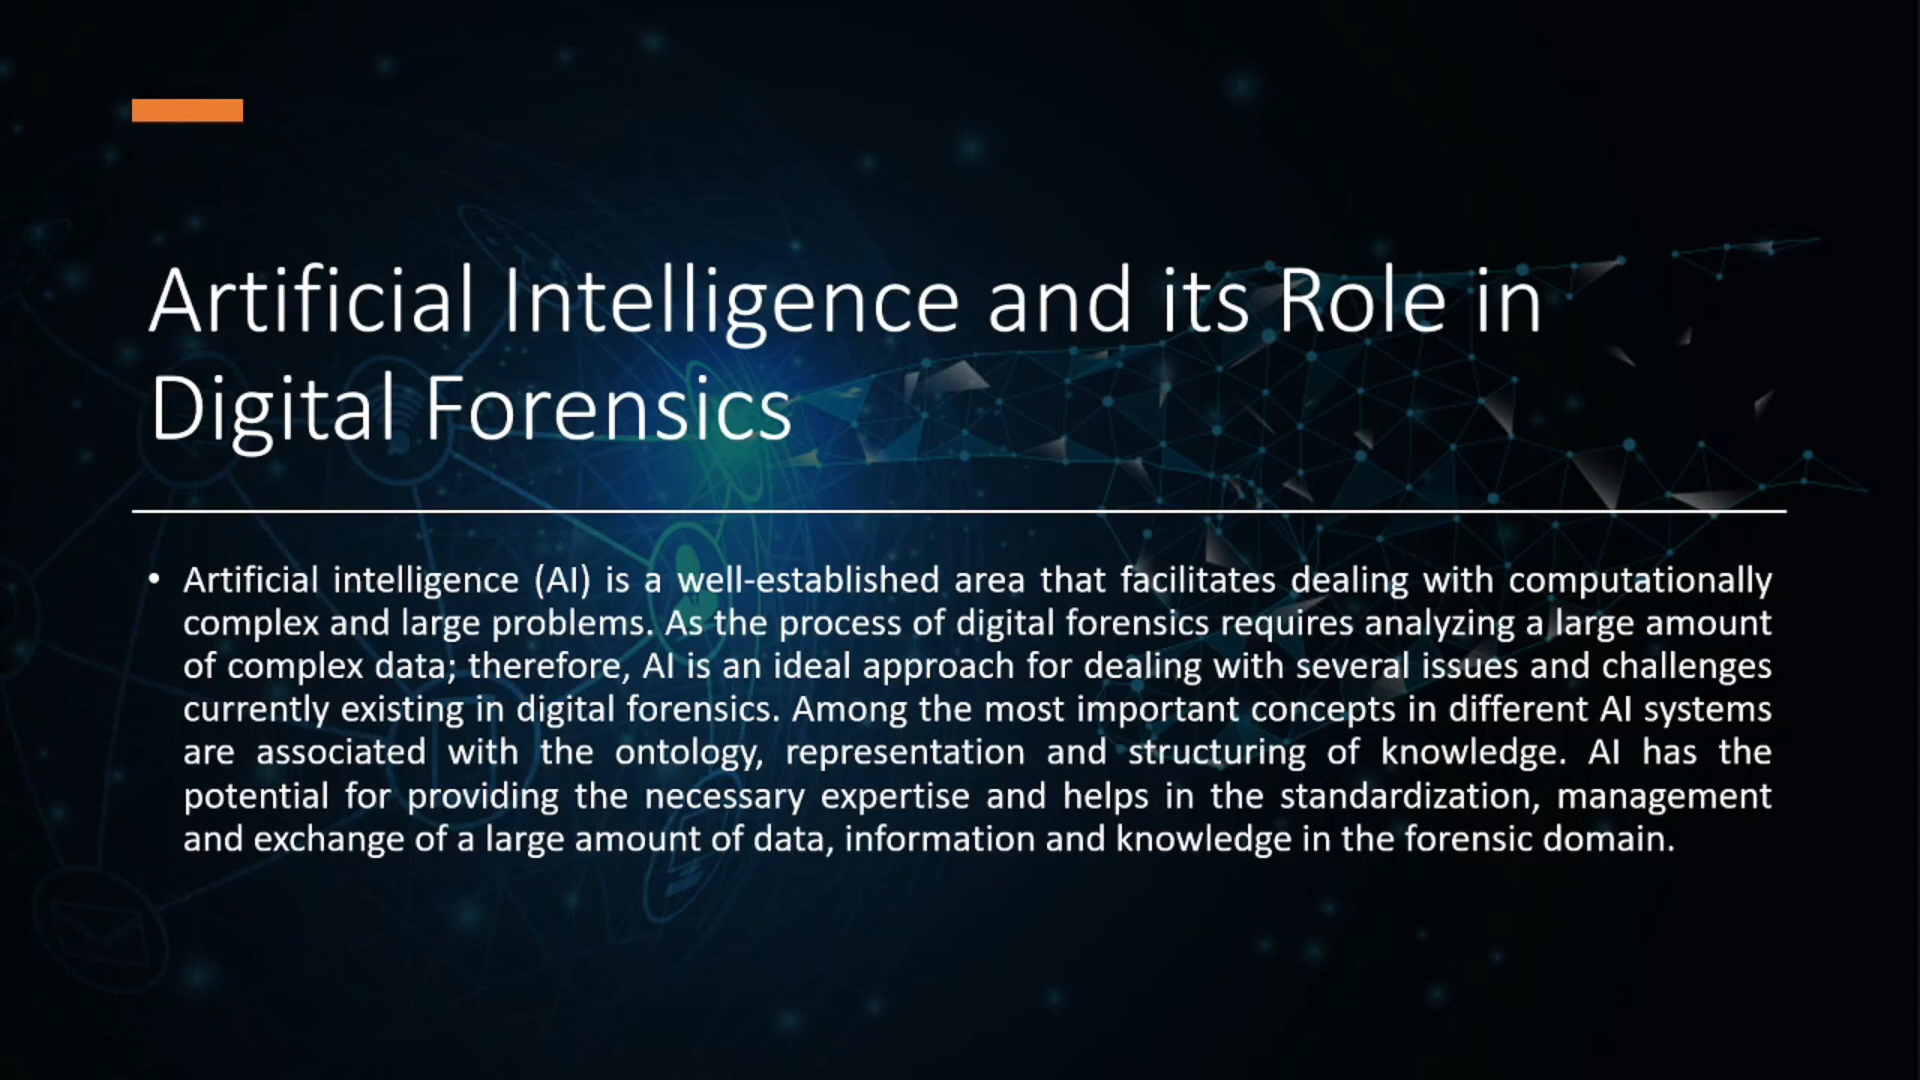 Artificial Intelligence and its Role in
Digital Forensics
• Artificial intelligence (AI) is a well-established area that facilitates dealing with computationally
complex and large problems. As the process of digital forensics requires analyzing a large amount
of complex data; therefore, AI is an ideal approach for dealing with several issues and challenges
currently existing in digital forensics. Among the most important concepts in different AI systems
are associated with the ontology, representation and structuring of knowledge. AI has the
potential for providing the necessary expertise and helps in the standardization, management
and exchange of a large amount of data, information and knowledge in the forensic domain.